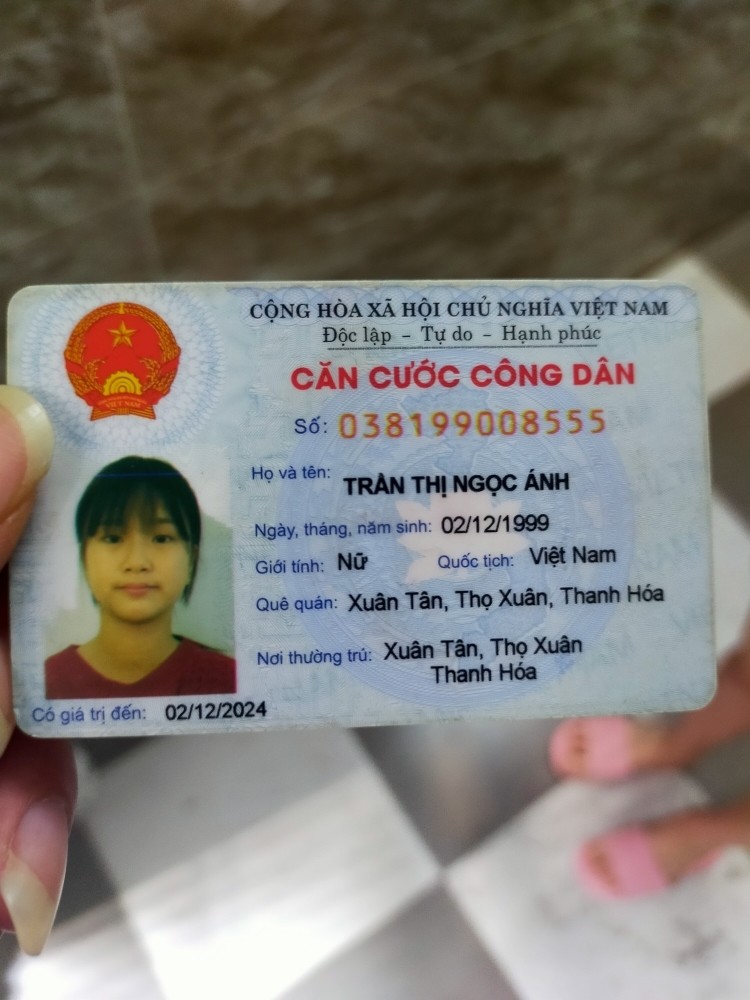 CỘNG HÒA XÃ HỘI CHỦ NGHĨA VIỆT NAM
Độc lập - Tự do - Hạnh phúc
CĂN CƯỚC CÔNG DÂN
Số: 038199008555
Họ và tên: TRẦN THỊ NGỌC ÁNH
Ngày, tháng, năm sinh: 02/12/1999
Giới tính: Nữ Quốc tịch: Việt Nam
Quê quán: Xuân Tân, Thọ Xuân, Thanh Hóa
Nơi thường trú: Xuân Tân, Thọ Xuân
Thanh Hóa
Có giá trị đến: 02/12/2024
VIỆT NAM